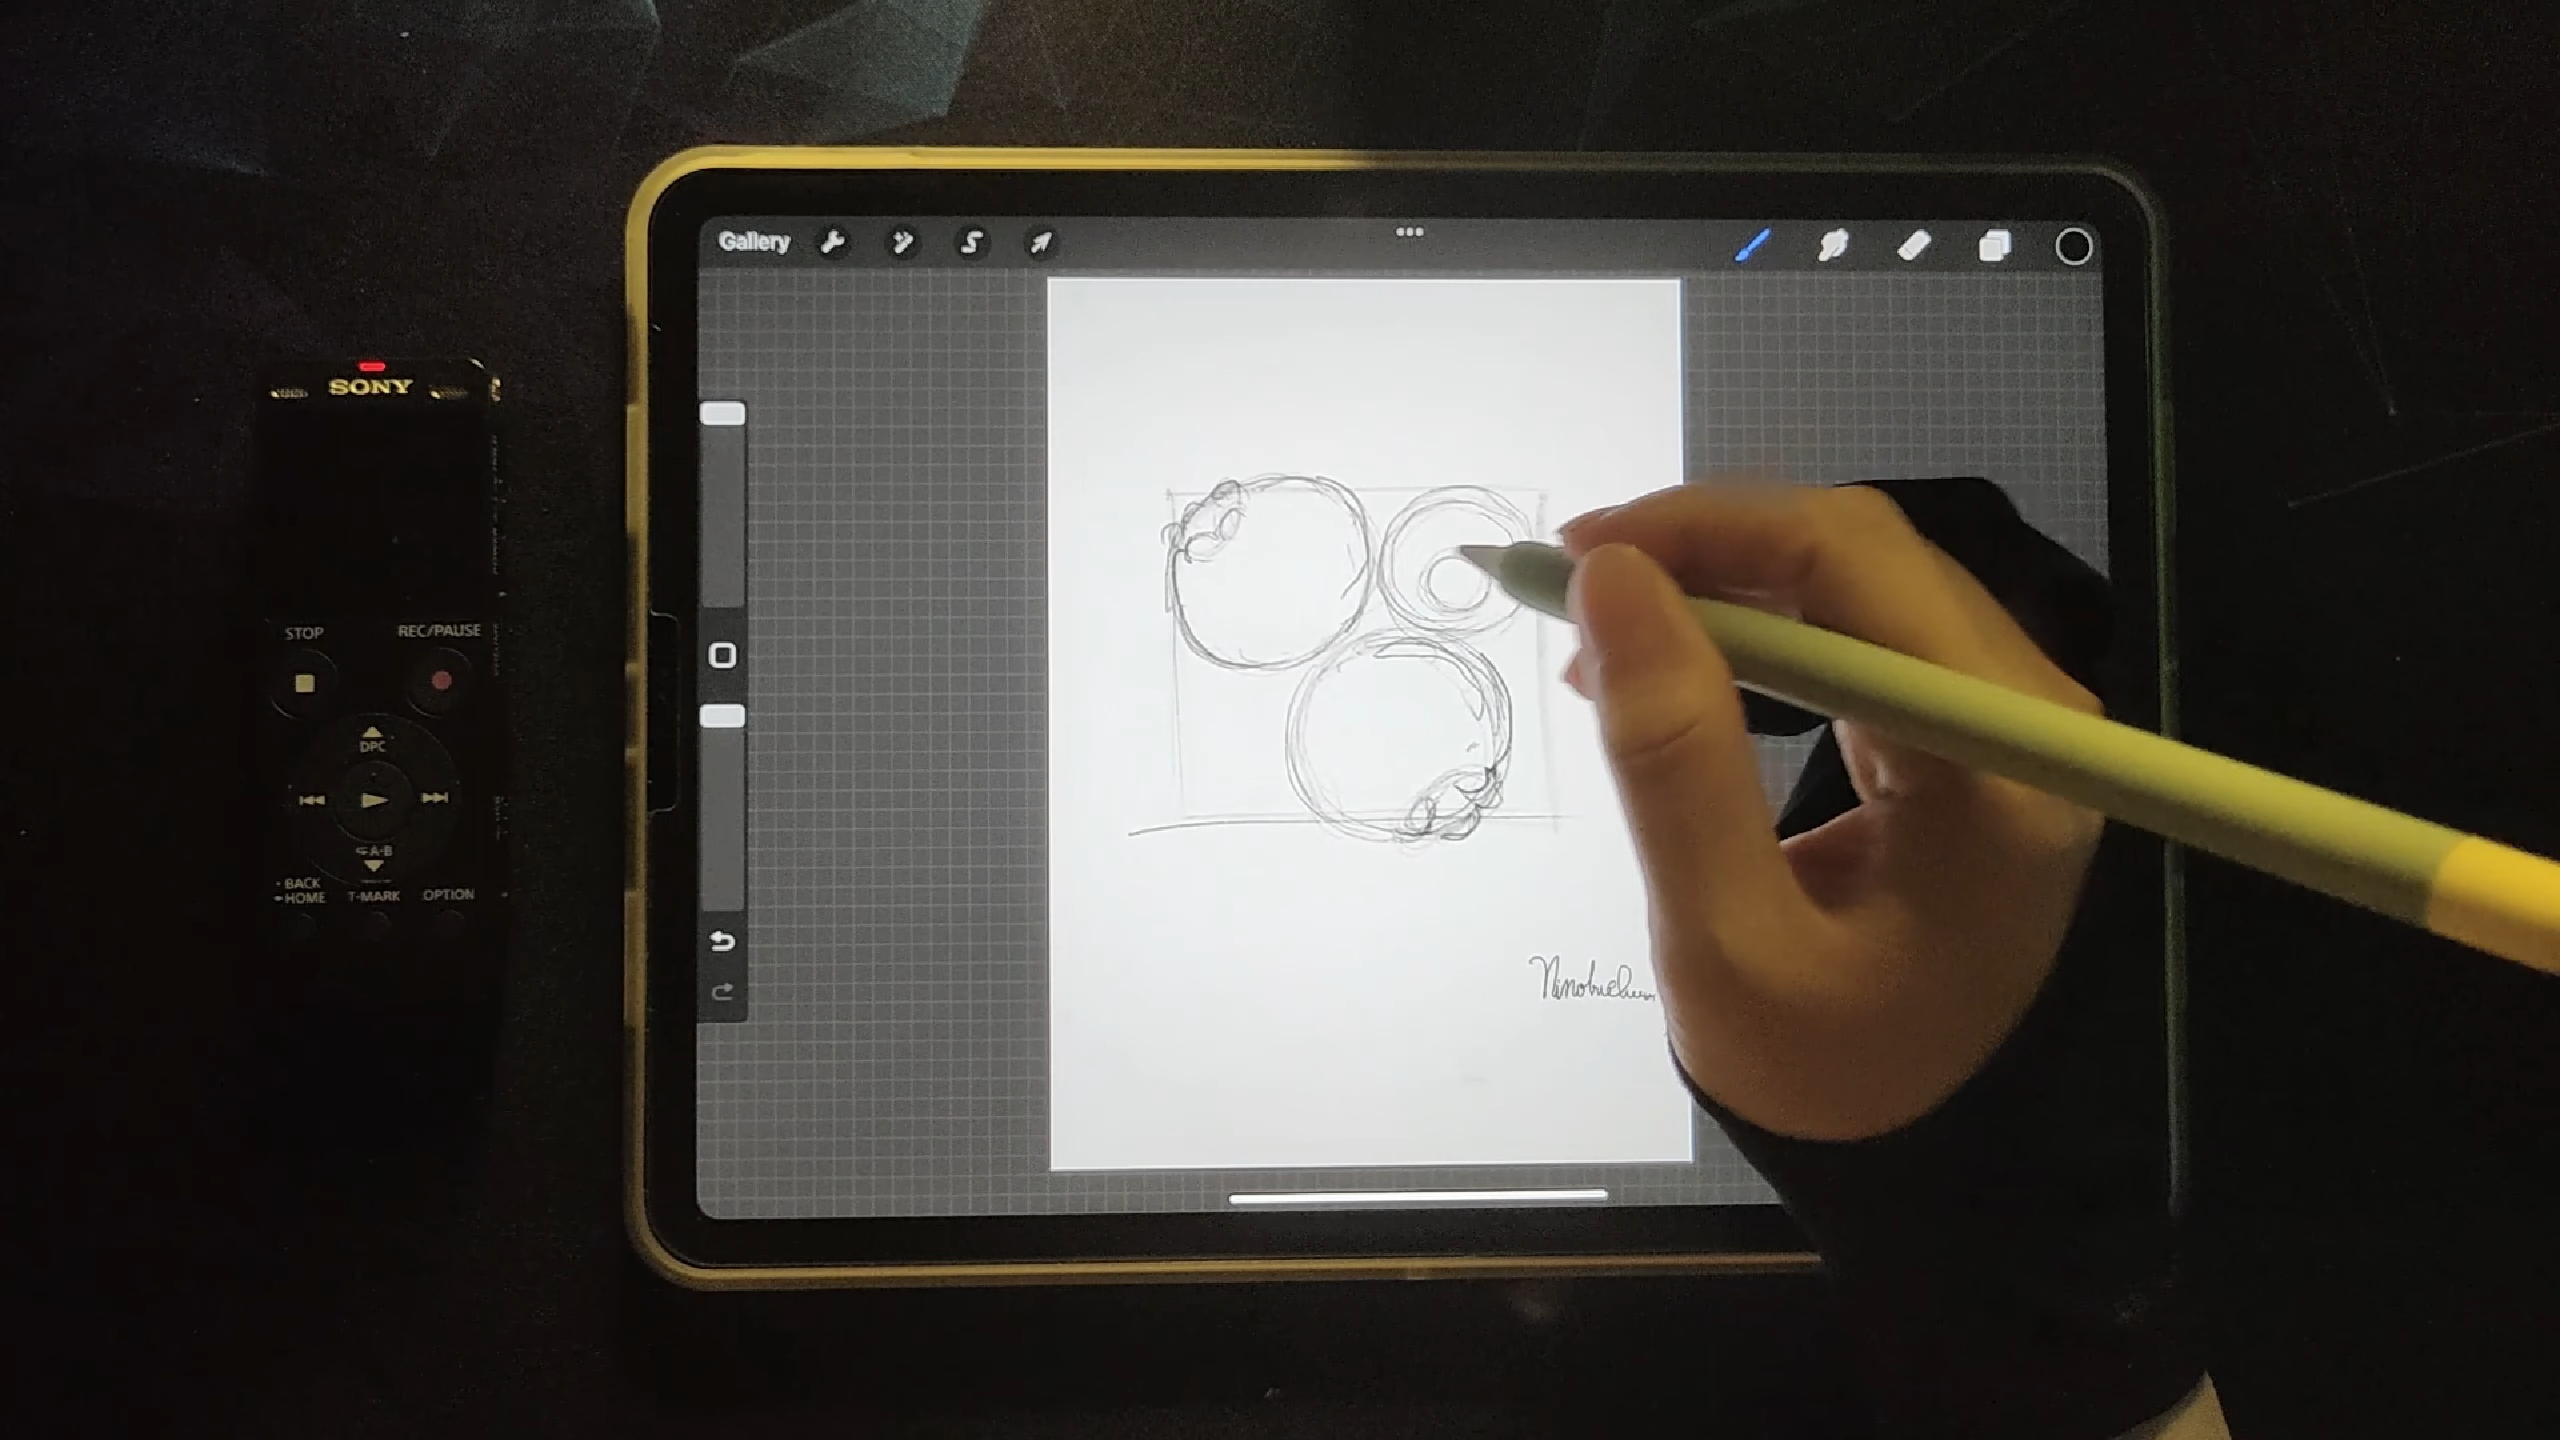 SONY
STOP
REC/PAUSE
DPC
A-B
BACK
HOME
T-MARK
OPTION
Gallery